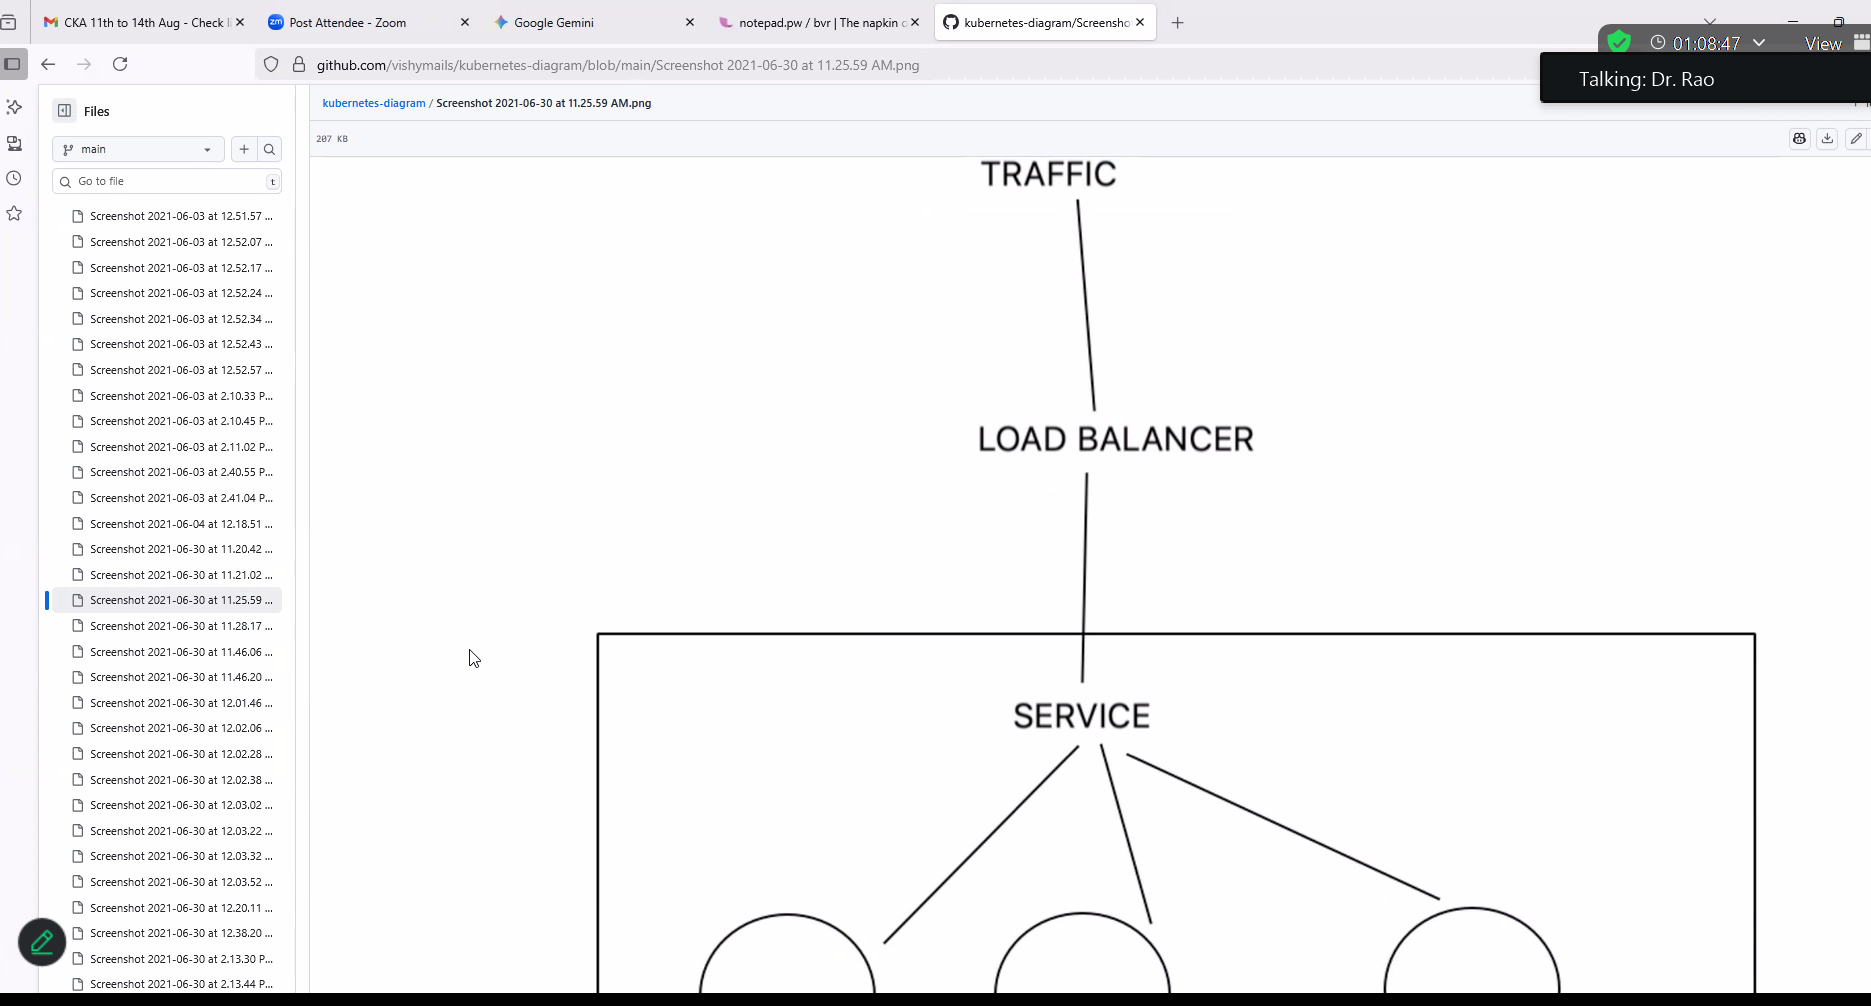 CKA 11th to 14th Aug - Check li
Post Attendee - Zoom
Google Gemini
notepad.pw / bvr | The napkin o
kubernetes-diagram/Screensho
01:08:47
View
github.com/vishymails/kubernetes-diagram/blob/main/Screenshot 2021-06-30 at 11.25.59 AM.png
Talking: Dr. Rao
Files
kubernetes-diagram / Screenshot 2021-06-30 at 11.25.59 AM.png
main
207 KB
Go to file
t
Screenshot 2021-06-03 at 12.51.57 ...
Screenshot 2021-06-03 at 12.52.07 ...
Screenshot 2021-06-03 at 12.52.17 ...
Screenshot 2021-06-03 at 12.52.24 ...
Screenshot 2021-06-03 at 12.52.34 ...
Screenshot 2021-06-03 at 12.52.43 ...
Screenshot 2021-06-03 at 12.52.57 ...
Screenshot 2021-06-03 at 2.10.33 P...
Screenshot 2021-06-03 at 2.10.45 P...
Screenshot 2021-06-03 at 2.11.02 P...
Screenshot 2021-06-03 at 2.40.55 P...
Screenshot 2021-06-03 at 2.41.04 P...
Screenshot 2021-06-04 at 12.18.51 ...
Screenshot 2021-06-30 at 11.20.42 ...
Screenshot 2021-06-30 at 11.21.02 ...
Screenshot 2021-06-30 at 11.25.59 ...
Screenshot 2021-06-30 at 11.28.17 ...
Screenshot 2021-06-30 at 11.46.06 ...
Screenshot 2021-06-30 at 11.46.20 ...
Screenshot 2021-06-30 at 12.01.46 ...
Screenshot 2021-06-30 at 12.02.06 ...
Screenshot 2021-06-30 at 12.02.28 ...
Screenshot 2021-06-30 at 12.02.38 ...
Screenshot 2021-06-30 at 12.03.02 ...
Screenshot 2021-06-30 at 12.03.22 ...
Screenshot 2021-06-30 at 12.03.32 ...
Screenshot 2021-06-30 at 12.03.52 ...
Screenshot 2021-06-30 at 12.20.11 ...
Screenshot 2021-06-30 at 12.38.20 ...
Screenshot 2021-06-30 at 2.13.30 P...
Screenshot 2021-06-30 at 2.13.44 P...
TRAFFIC
LOAD BALANCER
SERVICE